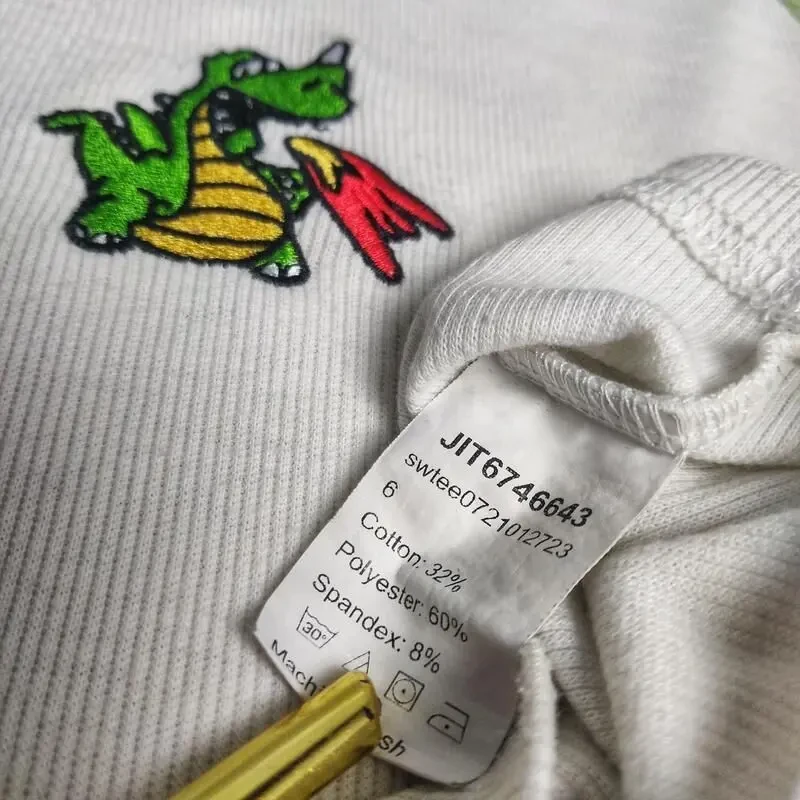 JIT6746643
swtee0721012723
6
Cotton: 32%
Polyester: 60%
Spandex: 8%
30°